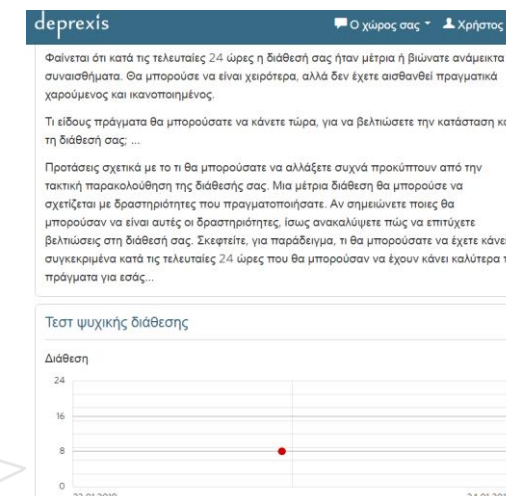 deprexis
Ο χώρος σας
Χρήστος
Φαίνεται ότι κατά τις τελευταίες 24 ώρες η διάθεσή σας ήταν μέτρια ή βιώνατε ανάμεικτα
συναισθήματα. Θα μπορούσε να είναι χειρότερα, αλλά δεν έχετε αισθανθεί πραγματικά
χαρούμενος και ικανοποιημένος.
Τι είδους πράγματα θα μπορούσατε να κάνετε τώρα, για να βελτιώσετε την κατάσταση
τη διάθεσή σας; ...
Προτάσεις σχετικά με το τι θα μπορούσατε να αλλάξετε συχνά προκύπτουν από την
τακτική παρακολούθηση της διάθεσής σας. Μια μέτρια διάθεση θα μπορούσε να
σχετίζεται με δραστηριότητες που πραγματοποιήσατε. Αν σημειώνετε ποιες θα
μπορούσαν να είναι αυτές οι δραστηριότητες, ίσως ανακαλύψετε πώς να επιτύχετε
βελτιώσεις στη διάθεσή σας. Σκεφτείτε, για παράδειγμα, τι θα μπορούσατε να έχετε κάνει
συγκεκριμένα κατά τις τελευταίες 24 ώρες που θα μπορούσαν να έχουν κάνει καλύτερα
πράγματα για εσάς...
Τεστ ψυχικής διάθεσης
Διάθεση
24
16
8
0